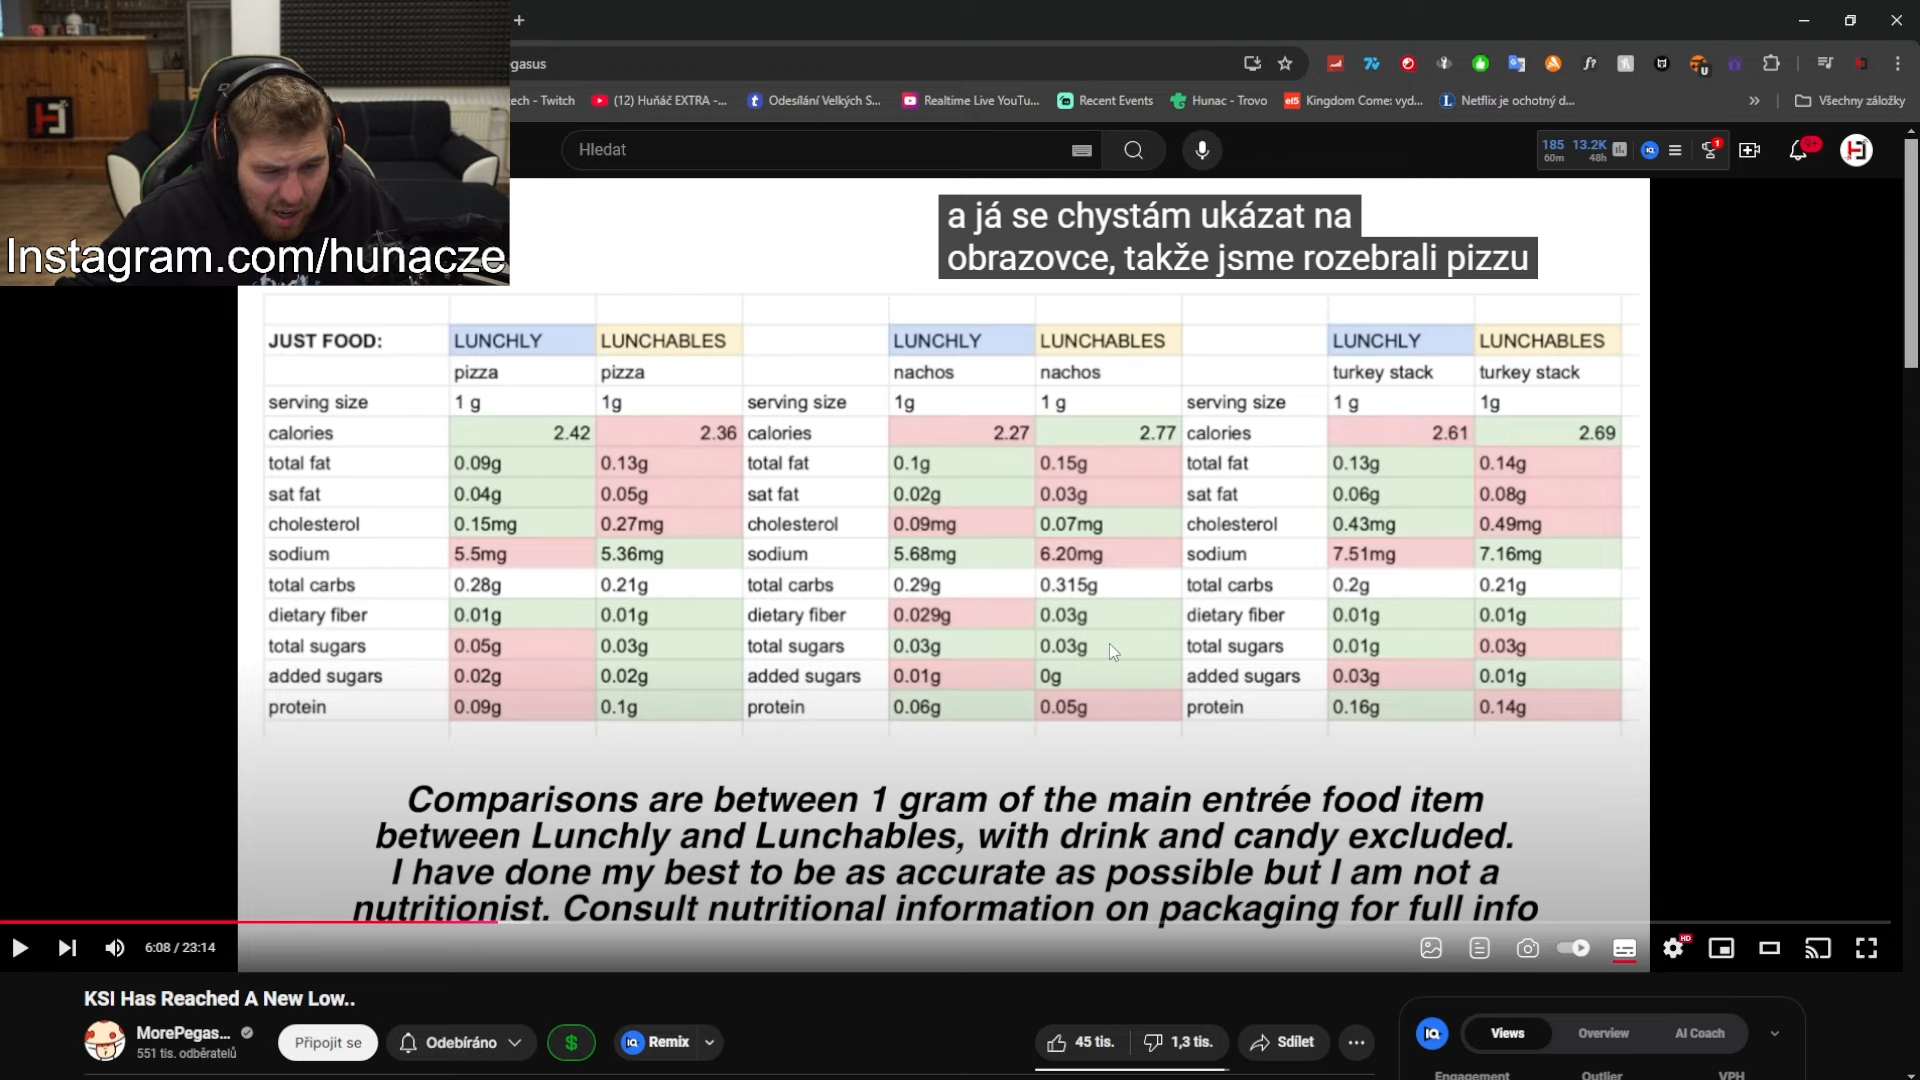 gasus
ech - Twitch
(12) Huňáč EXTRA -...
Odesílání Velkých S...
Realtime Live YouTu...
Recent Events
Hunac - Trovo
Kingdom Come: vyd...
Netflix je ochotný d...
Všechny záložky
Hledat
185 13.2K
60m 48h
1
9+
Instagram.com/hunacze
a já se chystám ukázat na
obrazovce, takže jsme rozebrali pizzu
JUST FOOD: LUNCHLY LUNCHABLES LUNCHLY LUNCHABLES LUNCHLY LUNCHABLES
pizza pizza nachos nachos turkey stack turkey stack
serving size 1 g 1g serving size 1g 1 g serving size 1 g 1g
calories 2.42 2.36 calories 2.27 2.77 calories 2.61 2.69
total fat 0.09g 0.13g total fat 0.1g 0.15g total fat 0.13g 0.14g
sat fat 0.04g 0.05g sat fat 0.02g 0.03g sat fat 0.06g 0.08g
cholesterol 0.15mg 0.27mg cholesterol 0.09mg 0.07mg cholesterol 0.43mg 0.49mg
sodium 5.5mg 5.36mg sodium 5.68mg 6.20mg sodium 7.51mg 7.16mg
total carbs 0.28g 0.21g total carbs 0.29g 0.315g total carbs 0.2g 0.21g
dietary fiber 0.01g 0.01g dietary fiber 0.029g 0.03g dietary fiber 0.01g 0.01g
total sugars 0.05g 0.03g total sugars 0.03g 0.03g total sugars 0.01g 0.03g
added sugars 0.02g 0.02g added sugars 0.01g 0g added sugars 0.03g 0.01g
protein 0.09g 0.1g protein 0.06g 0.05g protein 0.16g 0.14g
Comparisons are between 1 gram of the main entrée food item
between Lunchly and Lunchables, with drink and candy excluded.
I have done my best to be as accurate as possible but I am not a
nutritionist. Consult nutritional information on packaging for full info
6:08 / 23:14
HD
KSI Has Reached A New Low..
MorePegas...
551 tis. odběratelů
Připojit se
Odebíráno
$
IQ Remix
45 tis.
1,3 tis.
Sdílet
IQ Views Overview AI Coach
Engagement Outlier VPH